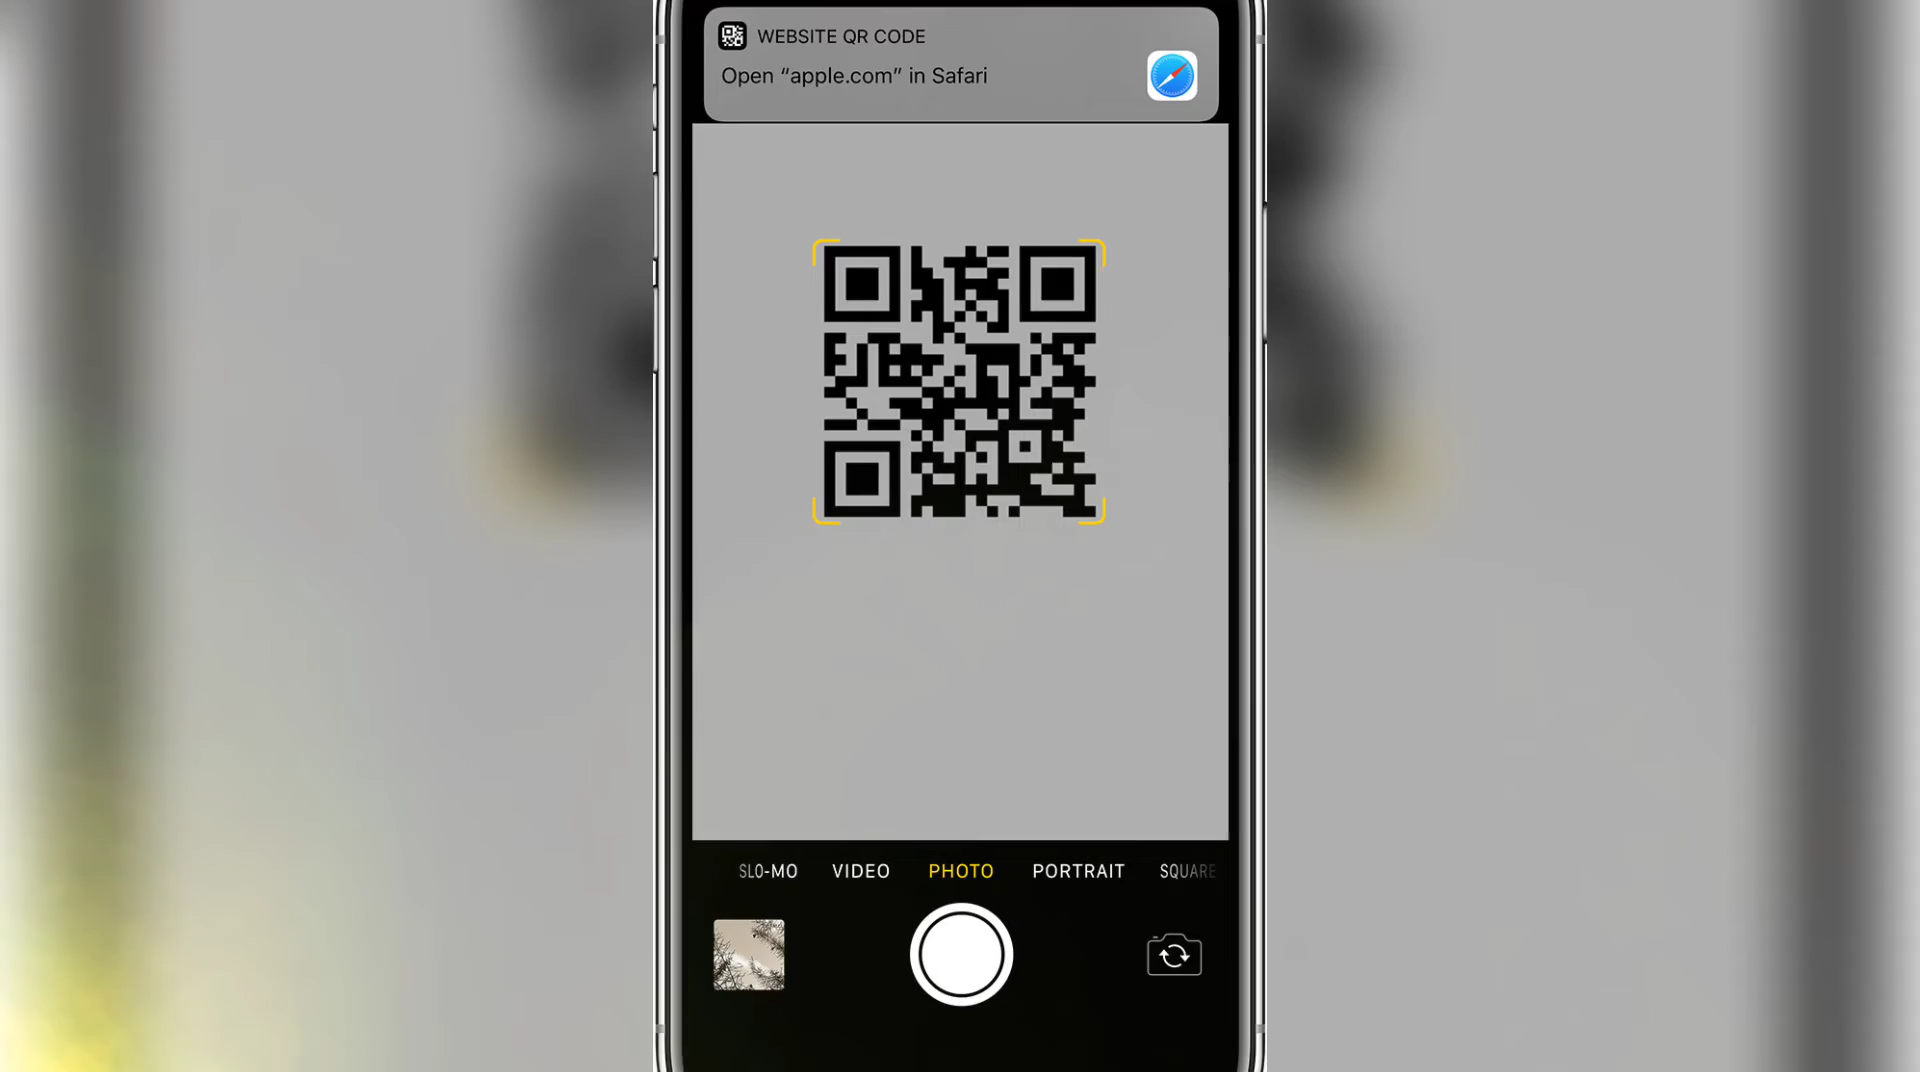 WEBSITE QR CODE
Open “apple.com” in Safari
SLO-MO VIDEO PHOTO PORTRAIT SQUARE